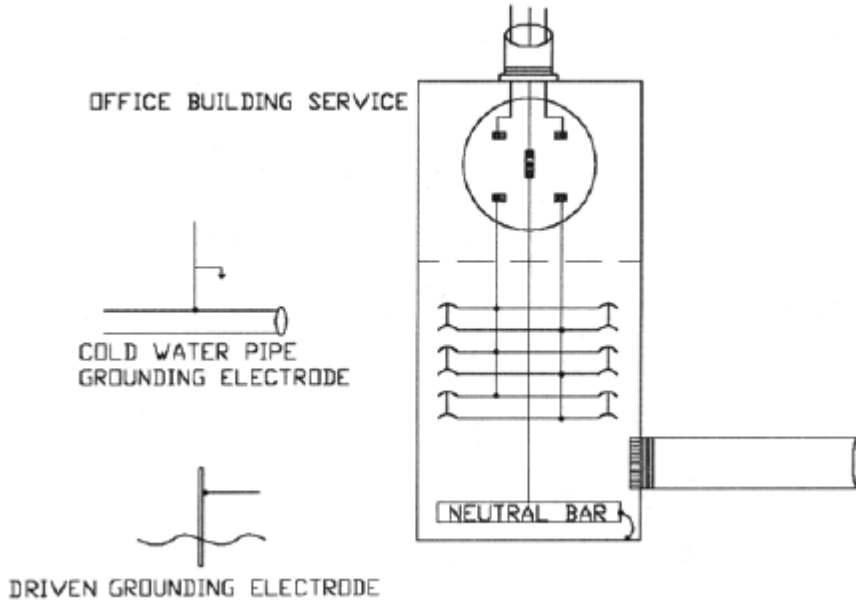 OFFICE BUILDING SERVICE
COLD WATER PIPE
GROUNDING ELECTRODE
NEUTRAL BAR
DRIVEN GROUNDING ELECTRODE